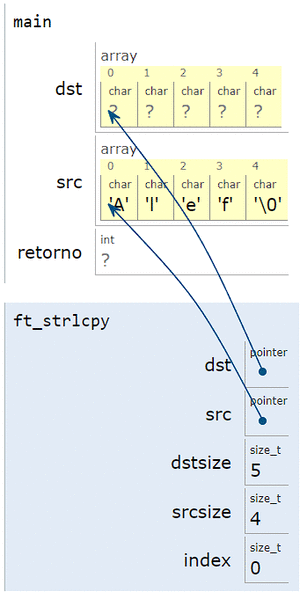 main
array
0 1 2 3 4
char char char char char
dst ? ? ? ? ?
array
0 1 2 3 4
char char char char char
src 'A' 'l' 'e' 'f' '\0'
int
retorno ?
ft_strlcpy
pointer
dst
pointer
src
size_t
dstsize 5
size_t
srcsize 4
size_t
index 0